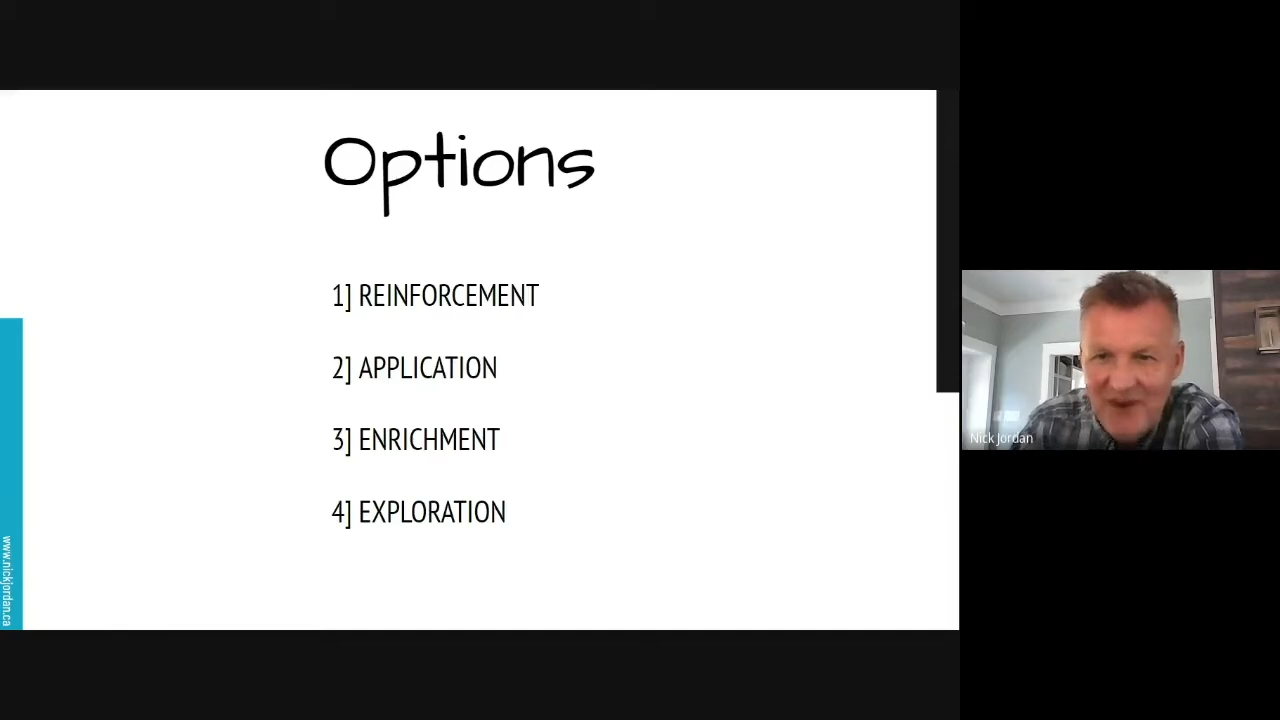 Options
1] REINFORCEMENT
2] APPLICATION
3] ENRICHMENT
4] EXPLORATION
www.nickjordan.ca
Nick Jordan